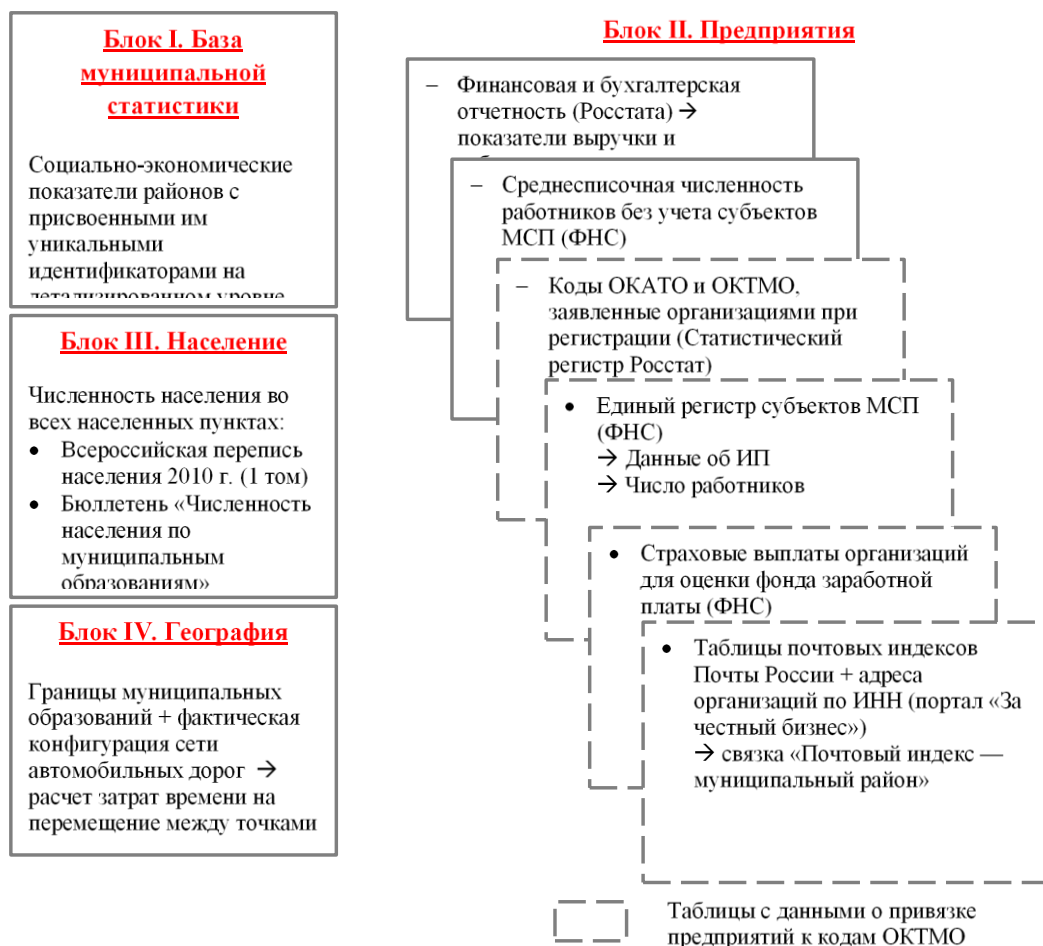 Блок I. База
муниципальной
статистики
Социально-экономические
показатели районов с
присвоенными им
уникальными
идентификаторами на
детализированном уровне
Блок III. Население
Численность населения во
всех населенных пунктах:
• Всероссийская перепись
населения 2010 г. (1 том)
• Бюллетень «Численность
населения по
муниципальным
образованиям»
Блок IV. География
Границы муниципальных
образований + фактическая
конфигурация сети
автомобильных дорог →
расчет затрат времени на
перемещение между точками
Блок II. Предприятия
– Финансовая и бухгалтерская
отчетность (Росстата) →
показатели выручки и
– Среднесписочная численность
работников без учета субъектов
МСП (ФНС)
– Коды ОКАТО и ОКТМО,
заявленные организациями при
регистрации (Статистический
регистр Росстат)
• Единый регистр субъектов МСП
(ФНС)
→ Данные об ИП
→ Число работников
• Страховые выплаты организаций
для оценки фонда заработной
платы (ФНС)
• Таблицы почтовых индексов
Почты России + адреса
организаций по ИНН (портал «За
честный бизнес»)
→ связка «Почтовый индекс —
муниципальный район»
Таблицы с данными о привязке
предприятий к кодам ОКТМО